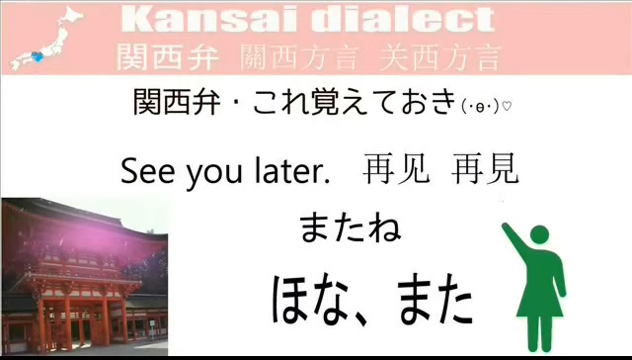 Kansai dialect
関西弁 關西方言 关西方言
関西弁・これ覚えておき(･ɵ･)♡
See you later. 再见 再見
またね
ほな、また